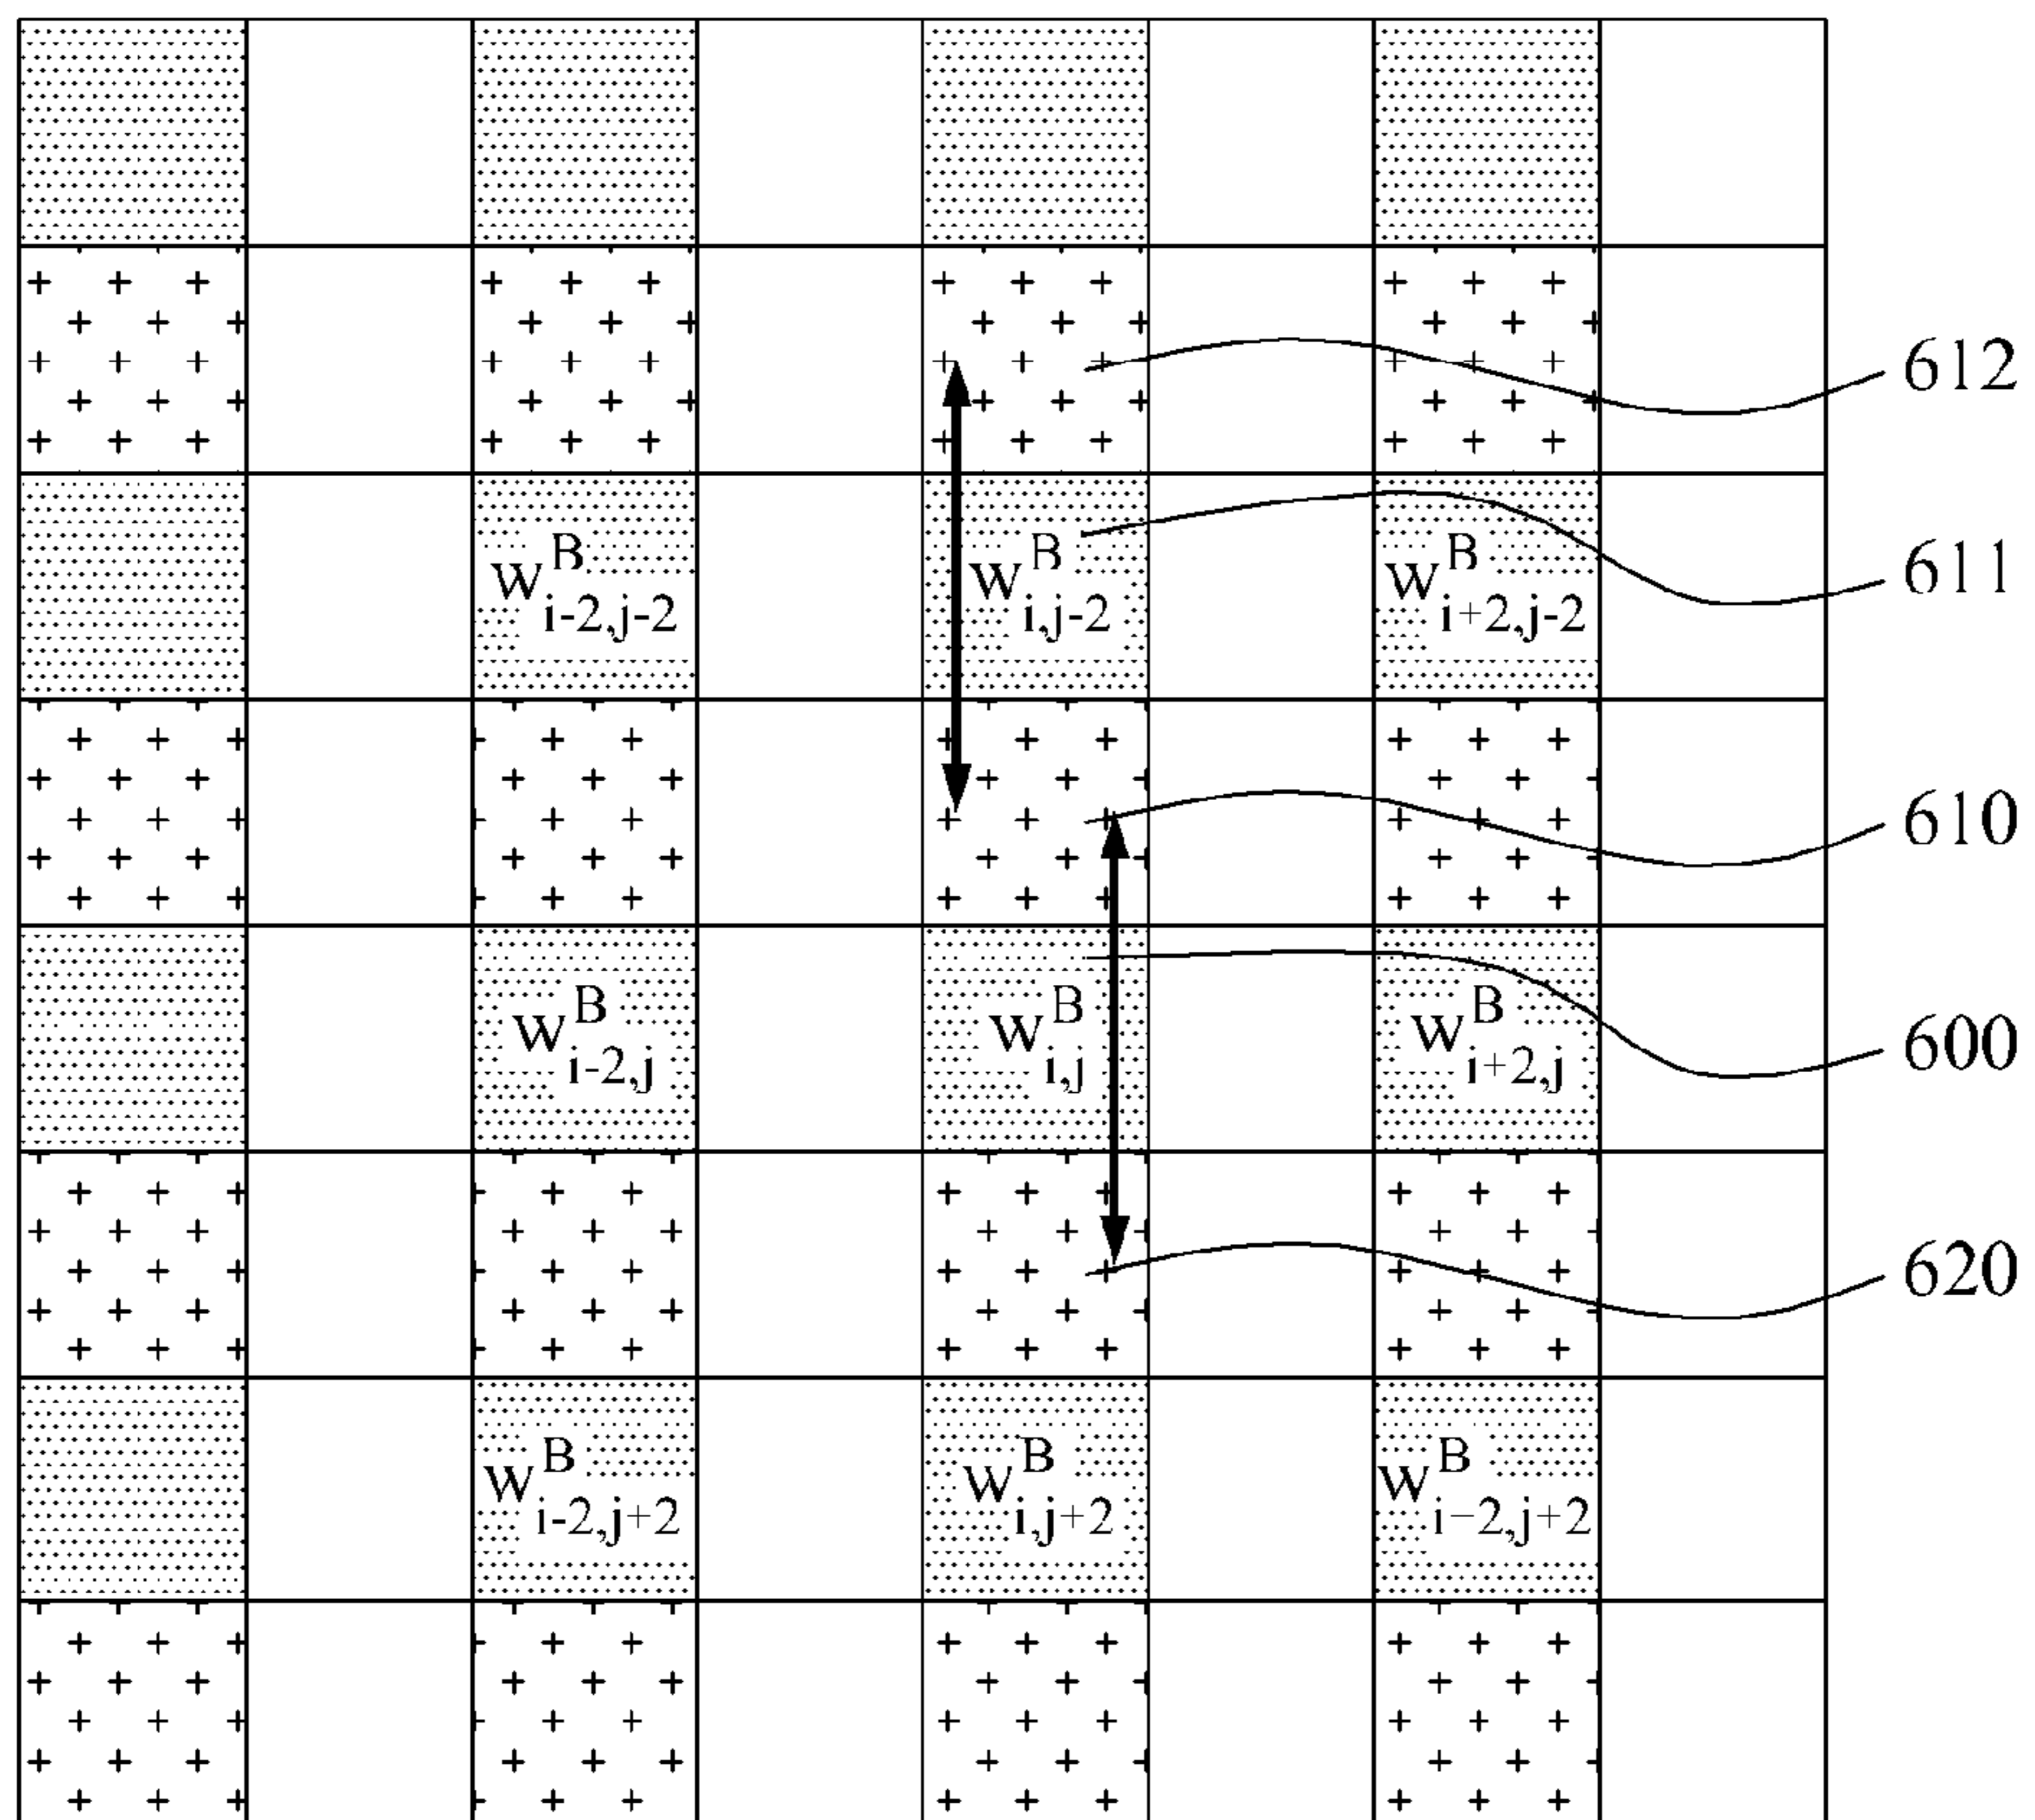 612
W^B_{i-2,j-2} W^B_{i,j-2} W^B_{i+2,j-2} 611
610
W^B_{i-2,j} W^B_{i,j} W^B_{i+2,j} 600
620
W^B_{i-2,j+2} W^B_{i,j+2} W^B_{i-2,j+2}